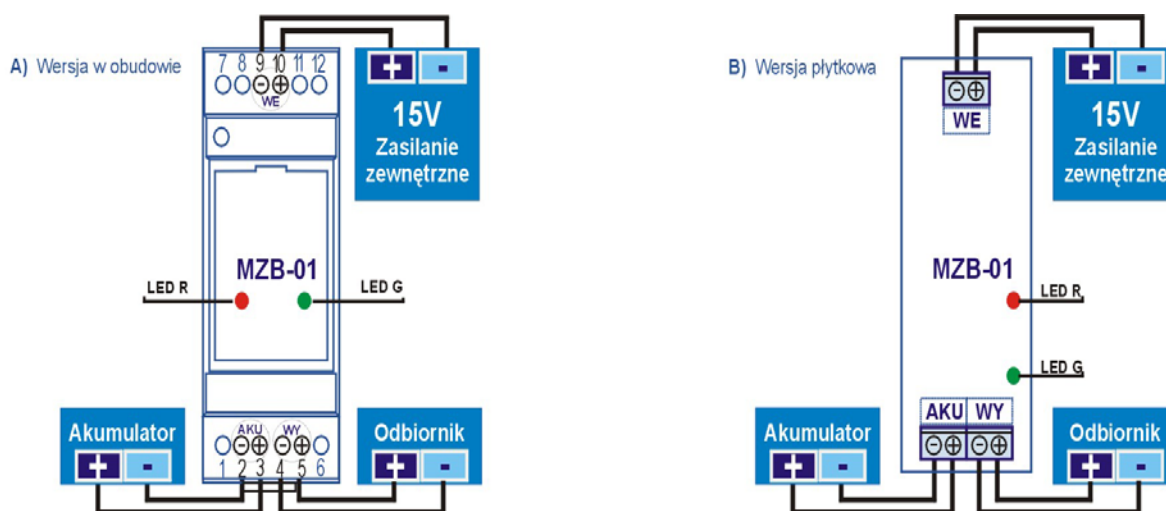 A) Wersja w obudowie
7 8 9 10 11 12
- +
WE
+ -
15V
Zasilanie
zewnętrzne
MZB-01
LED R
LED G
Akumulator
+ -
AKU WY
- + - +
1 2 3 4 5 6
Odbiornik
+ -
B) Wersja płytkowa
- +
WE
+ -
15V
Zasilanie
zewnętrzne
MZB-01
LED R
LED G
Akumulator
+ -
AKU WY
- + - +
Odbiornik
+ -